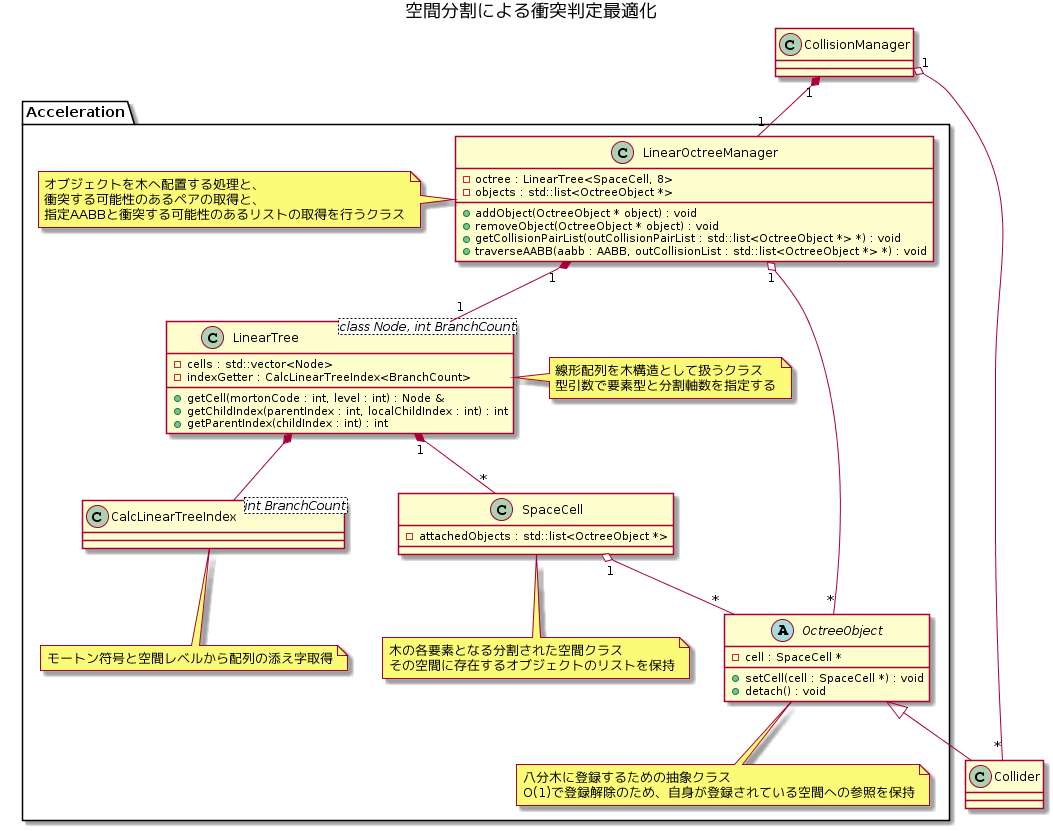 空間分割による衝突判定最適化
C CollisionManager
1
1
1
Acceleration
C LinearOctreeManager
octree : LinearTree<SpaceCell, 8>
objects : std::list<OctreeObject *>
addObject(OctreeObject * object) : void
removeObject(OctreeObject * object) : void
getCollisionPairList(outCollisionPairList : std::list<OctreeObject *> *) : void
traverseAABB(aabb : AABB, outCollisionList : std::list<OctreeObject *> *) : void
オブジェクトを木へ配置する処理と、
衝突する可能性のあるペアの取得と、
指定AABBと衝突する可能性のあるリストの取得を行うクラス
1
1
1
C LinearTree
class Node, int BranchCount
cells : std::vector<Node>
indexGetter : CalcLinearTreeIndex<BranchCount>
getCell(mortonCode : int, level : int) : Node &
getChildIndex(parentIndex : int, localChildIndex : int) : int
getParentIndex(childIndex : int) : int
線形配列を木構造として扱うクラス
型引数で要素型と分割軸数を指定する
1
*
C CalcLinearTreeIndex
int BranchCount
C SpaceCell
attachedObjects : std::list<OctreeObject *>
1
*
*
A OctreeObject
cell : SpaceCell *
setCell(cell : SpaceCell *) : void
detach() : void
モートン符号と空間レベルから配列の添え字取得
木の各要素となる分割された空間クラス
その空間に存在するオブジェクトのリストを保持
*
C Collider
八分木に登録するための抽象クラス
O(1)で登録解除のため、自身が登録されている空間への参照を保持